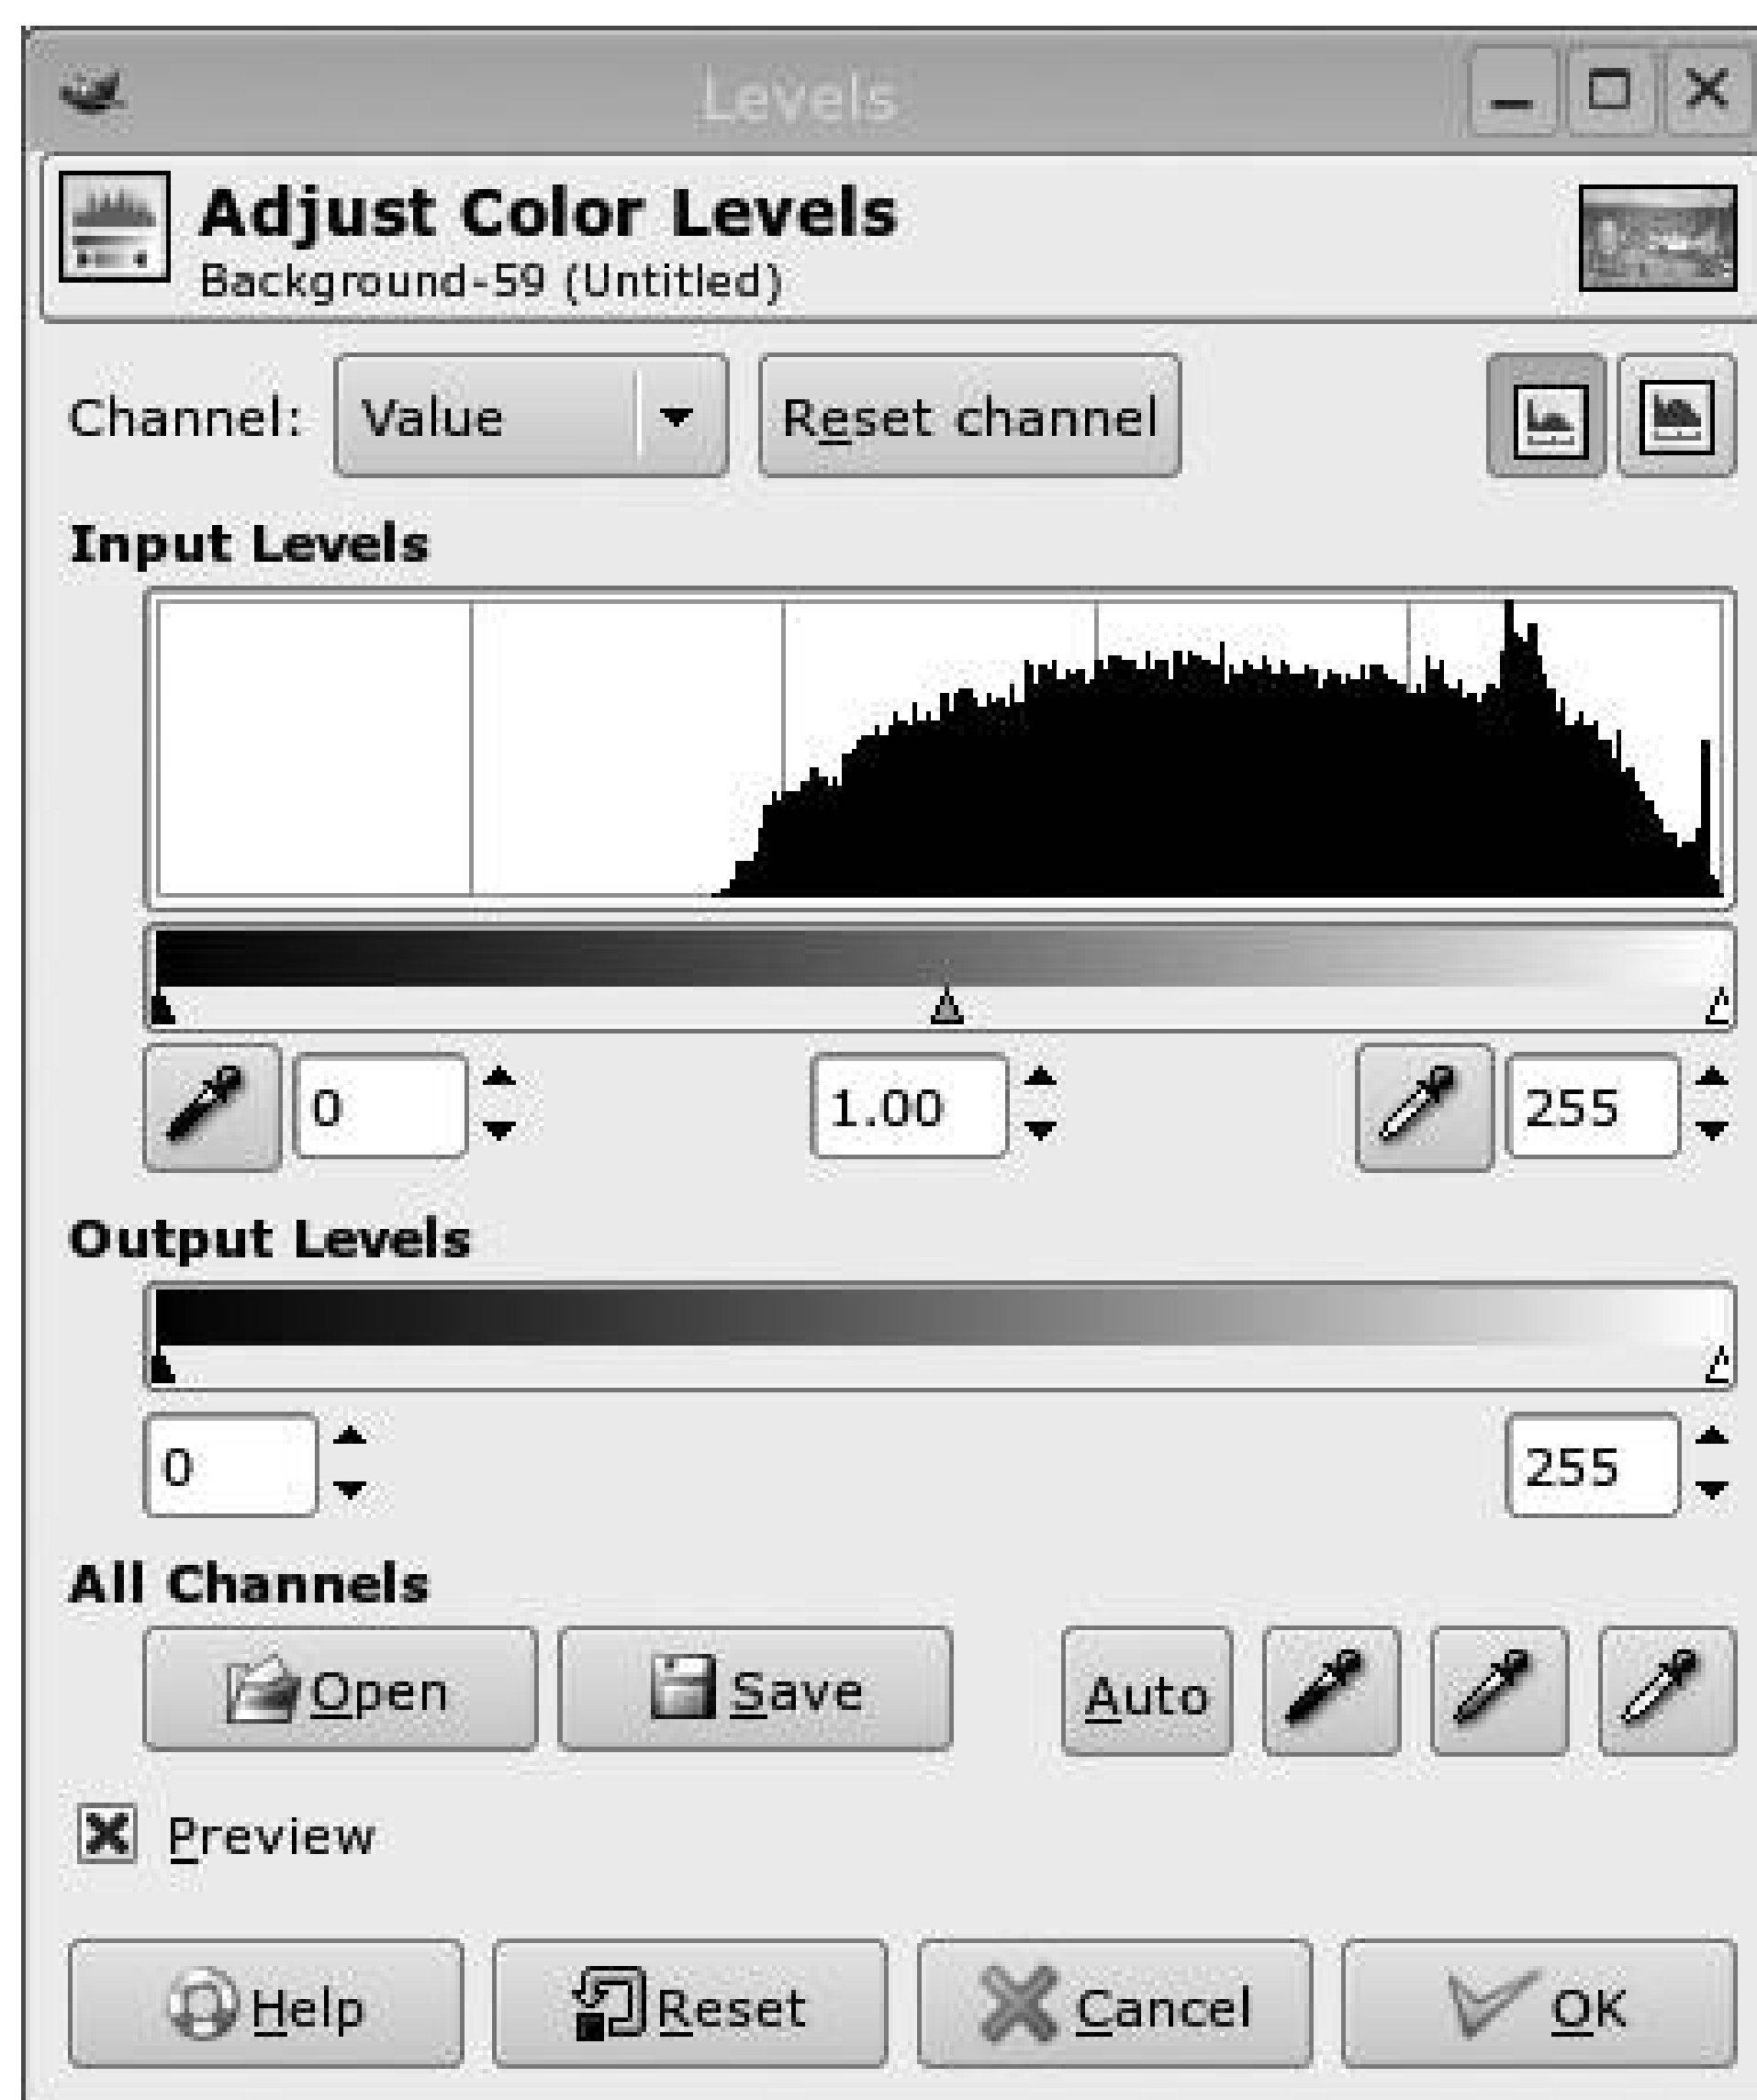 Levels
Adjust Color Levels
Background-59 (Untitled)
Channel: Value Reset channel
Input Levels
0 1.00 255
Output Levels
0 255
All Channels
Open Save Auto
Preview
Help Reset Cancel OK